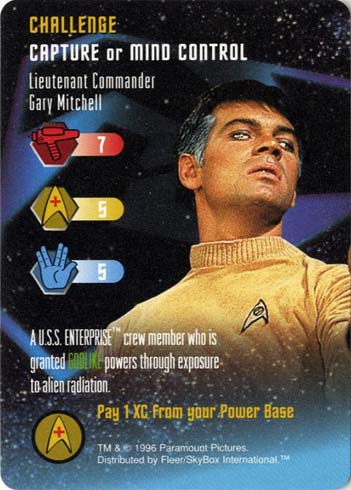 CHALLENGE
CAPTURE or MIND CONTROL
Lieutenant Commander
Gary Mitchell
7
5
5
A U.S.S. ENTERPRISE™ crew member who is
granted GODLIKE powers through exposure
to alien radiation.
Pay 1 XC From your Power Base
TM & © 1996 Paramount Pictures.
Distributed by Fleer/SkyBox International.™